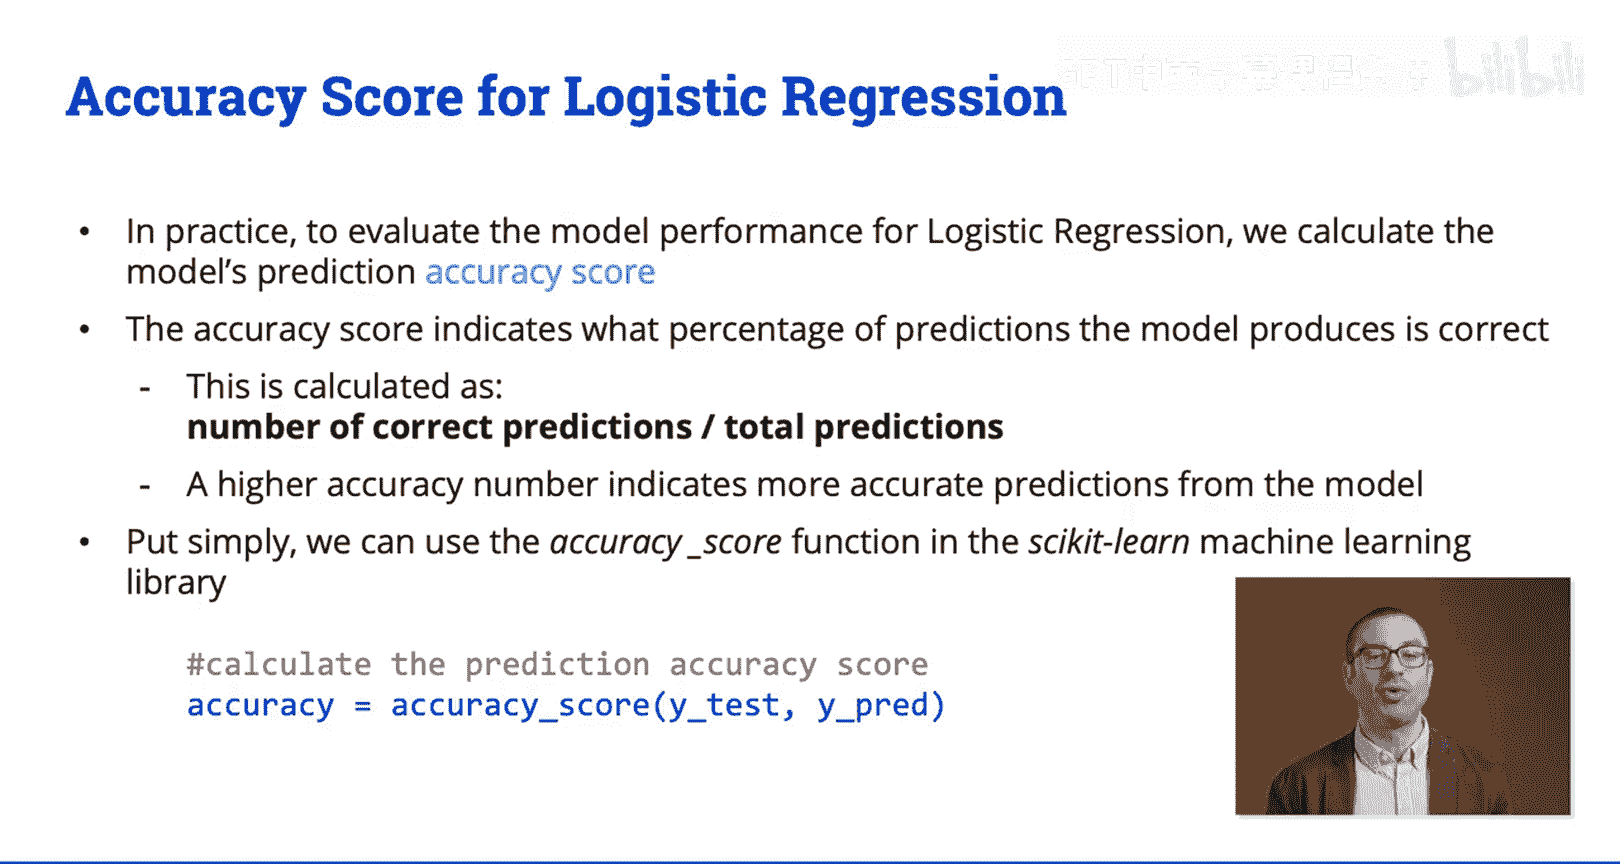 Accuracy Score for Logistic Regression
bilibili
• In practice, to evaluate the model performance for Logistic Regression, we calculate the
model's prediction accuracy score
• The accuracy score indicates what percentage of predictions the model produces is correct
- This is calculated as:
number of correct predictions / total predictions
- A higher accuracy number indicates more accurate predictions from the model
• Put simply, we can use the accuracy_score function in the scikit-learn machine learning
library
#calculate the prediction accuracy score
accuracy = accuracy_score(y_test, y_pred)